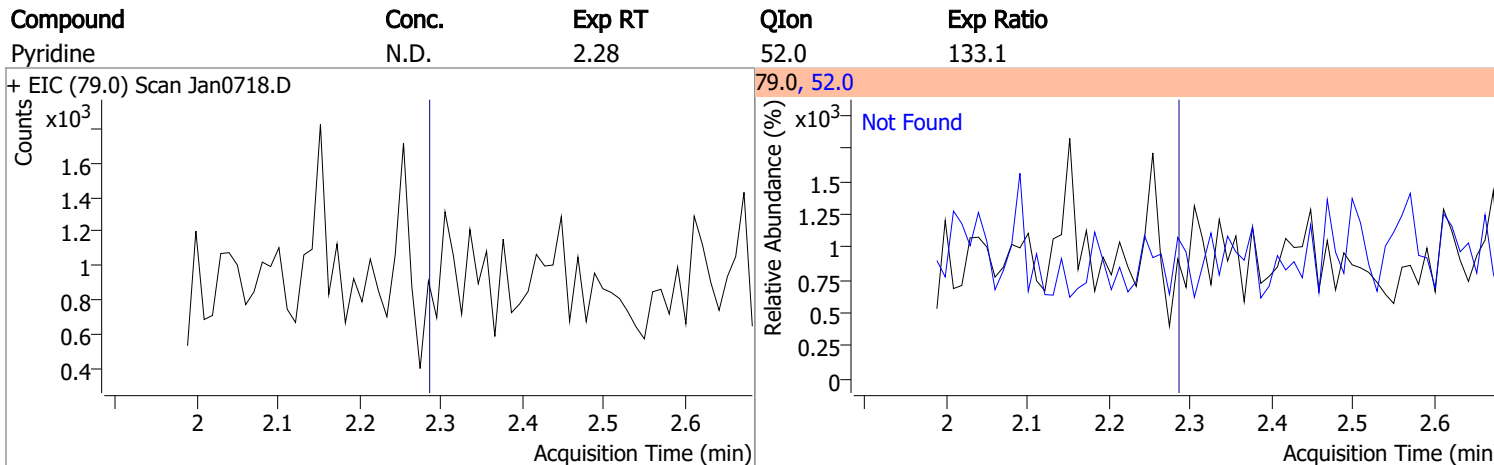 Compound Conc. Exp RT QIon Exp Ratio
Pyridine N.D. 2.28 52.0 133.1
+ EIC (79.0) Scan Jan0718.D
Counts
x10³
1.6
1.4
1.2
1
0.8
0.6
0.4
2 2.1 2.2 2.3 2.4 2.5 2.6
Acquisition Time (min)
79.0, 52.0
Relative Abundance (%)
x10³
Not Found
1.5
1.25
1
0.75
0.5
0.25
0
2 2.1 2.2 2.3 2.4 2.5 2.6
Acquisition Time (min